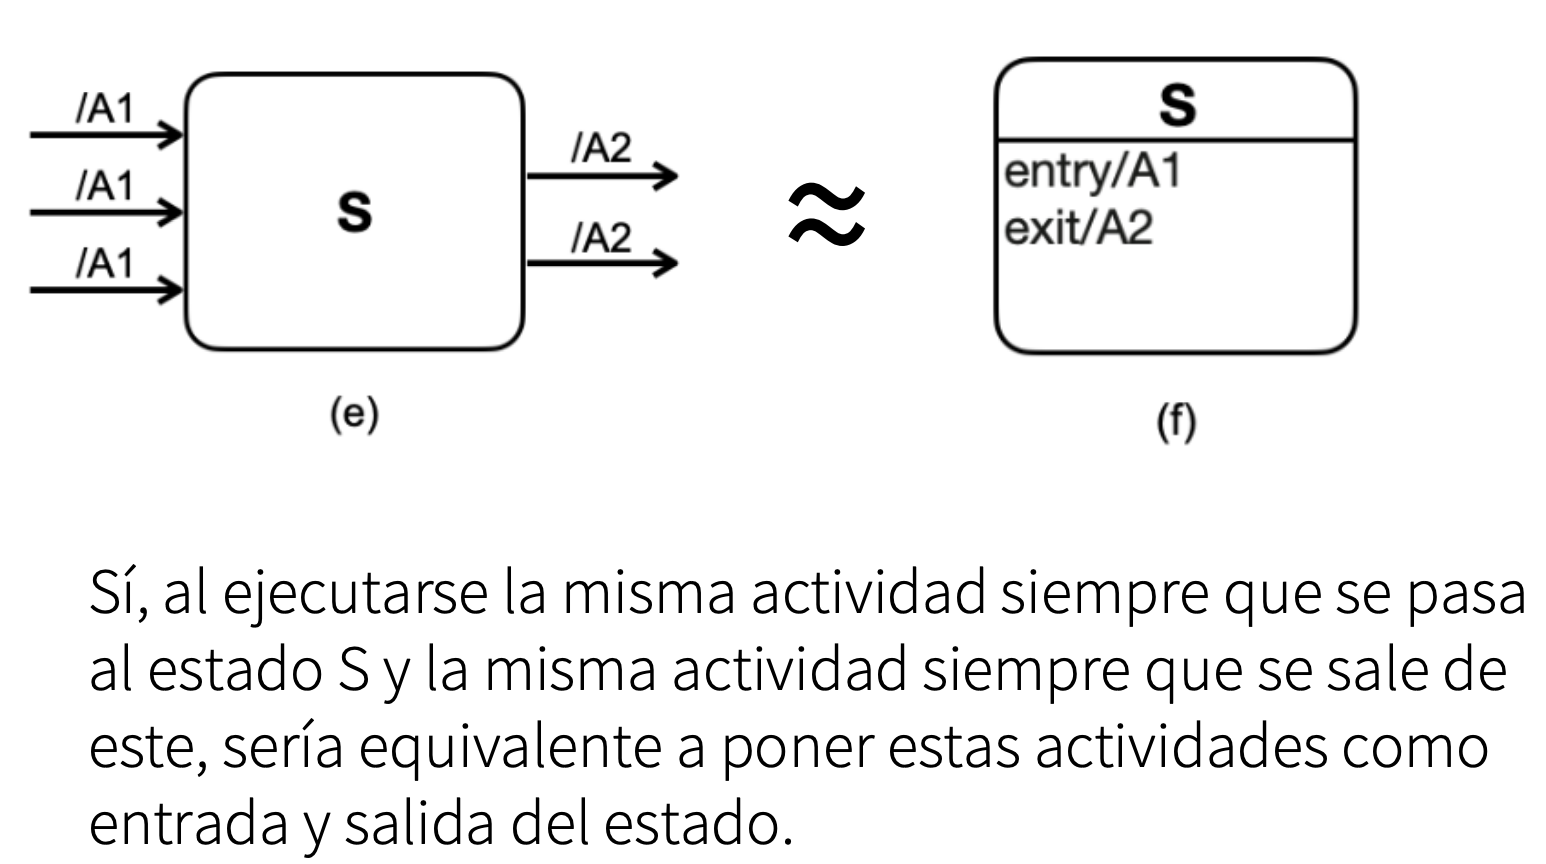 /A1
/A1
/A1
S
/A2
/A2
≈
S
entry/A1
exit/A2
(e)
(f)
Sí, al ejecutarse la misma actividad siempre que se pasa
al estado S y la misma actividad siempre que se sale de
este, sería equivalente a poner estas actividades como
entrada y salida del estado.